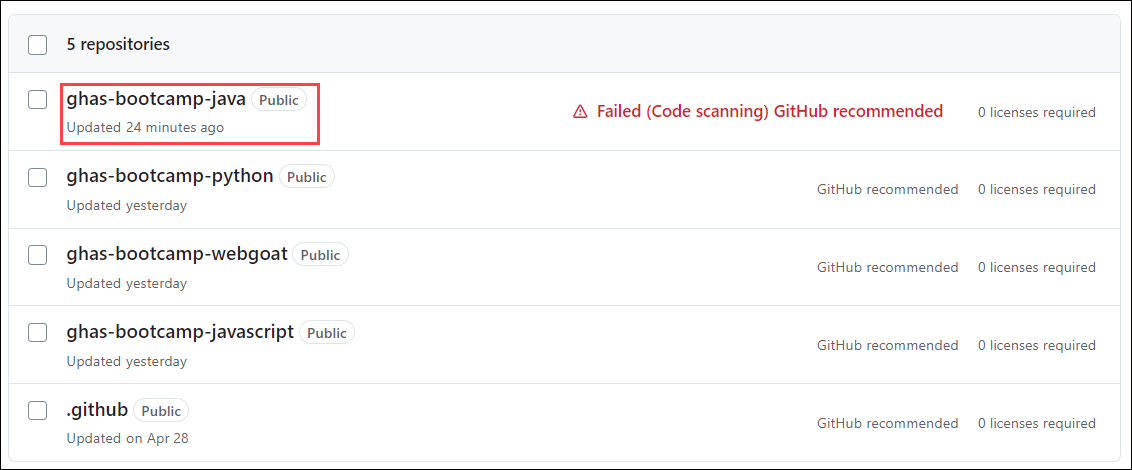 5 repositories
ghas-bootcamp-java Public
Failed (Code scanning) GitHub recommended 0 licenses required
Updated 24 minutes ago
ghas-bootcamp-python Public
GitHub recommended 0 licenses required
Updated yesterday
ghas-bootcamp-webgoat Public
GitHub recommended 0 licenses required
Updated yesterday
ghas-bootcamp-javascript Public
GitHub recommended 0 licenses required
Updated yesterday
.github Public
GitHub recommended 0 licenses required
Updated on Apr 28